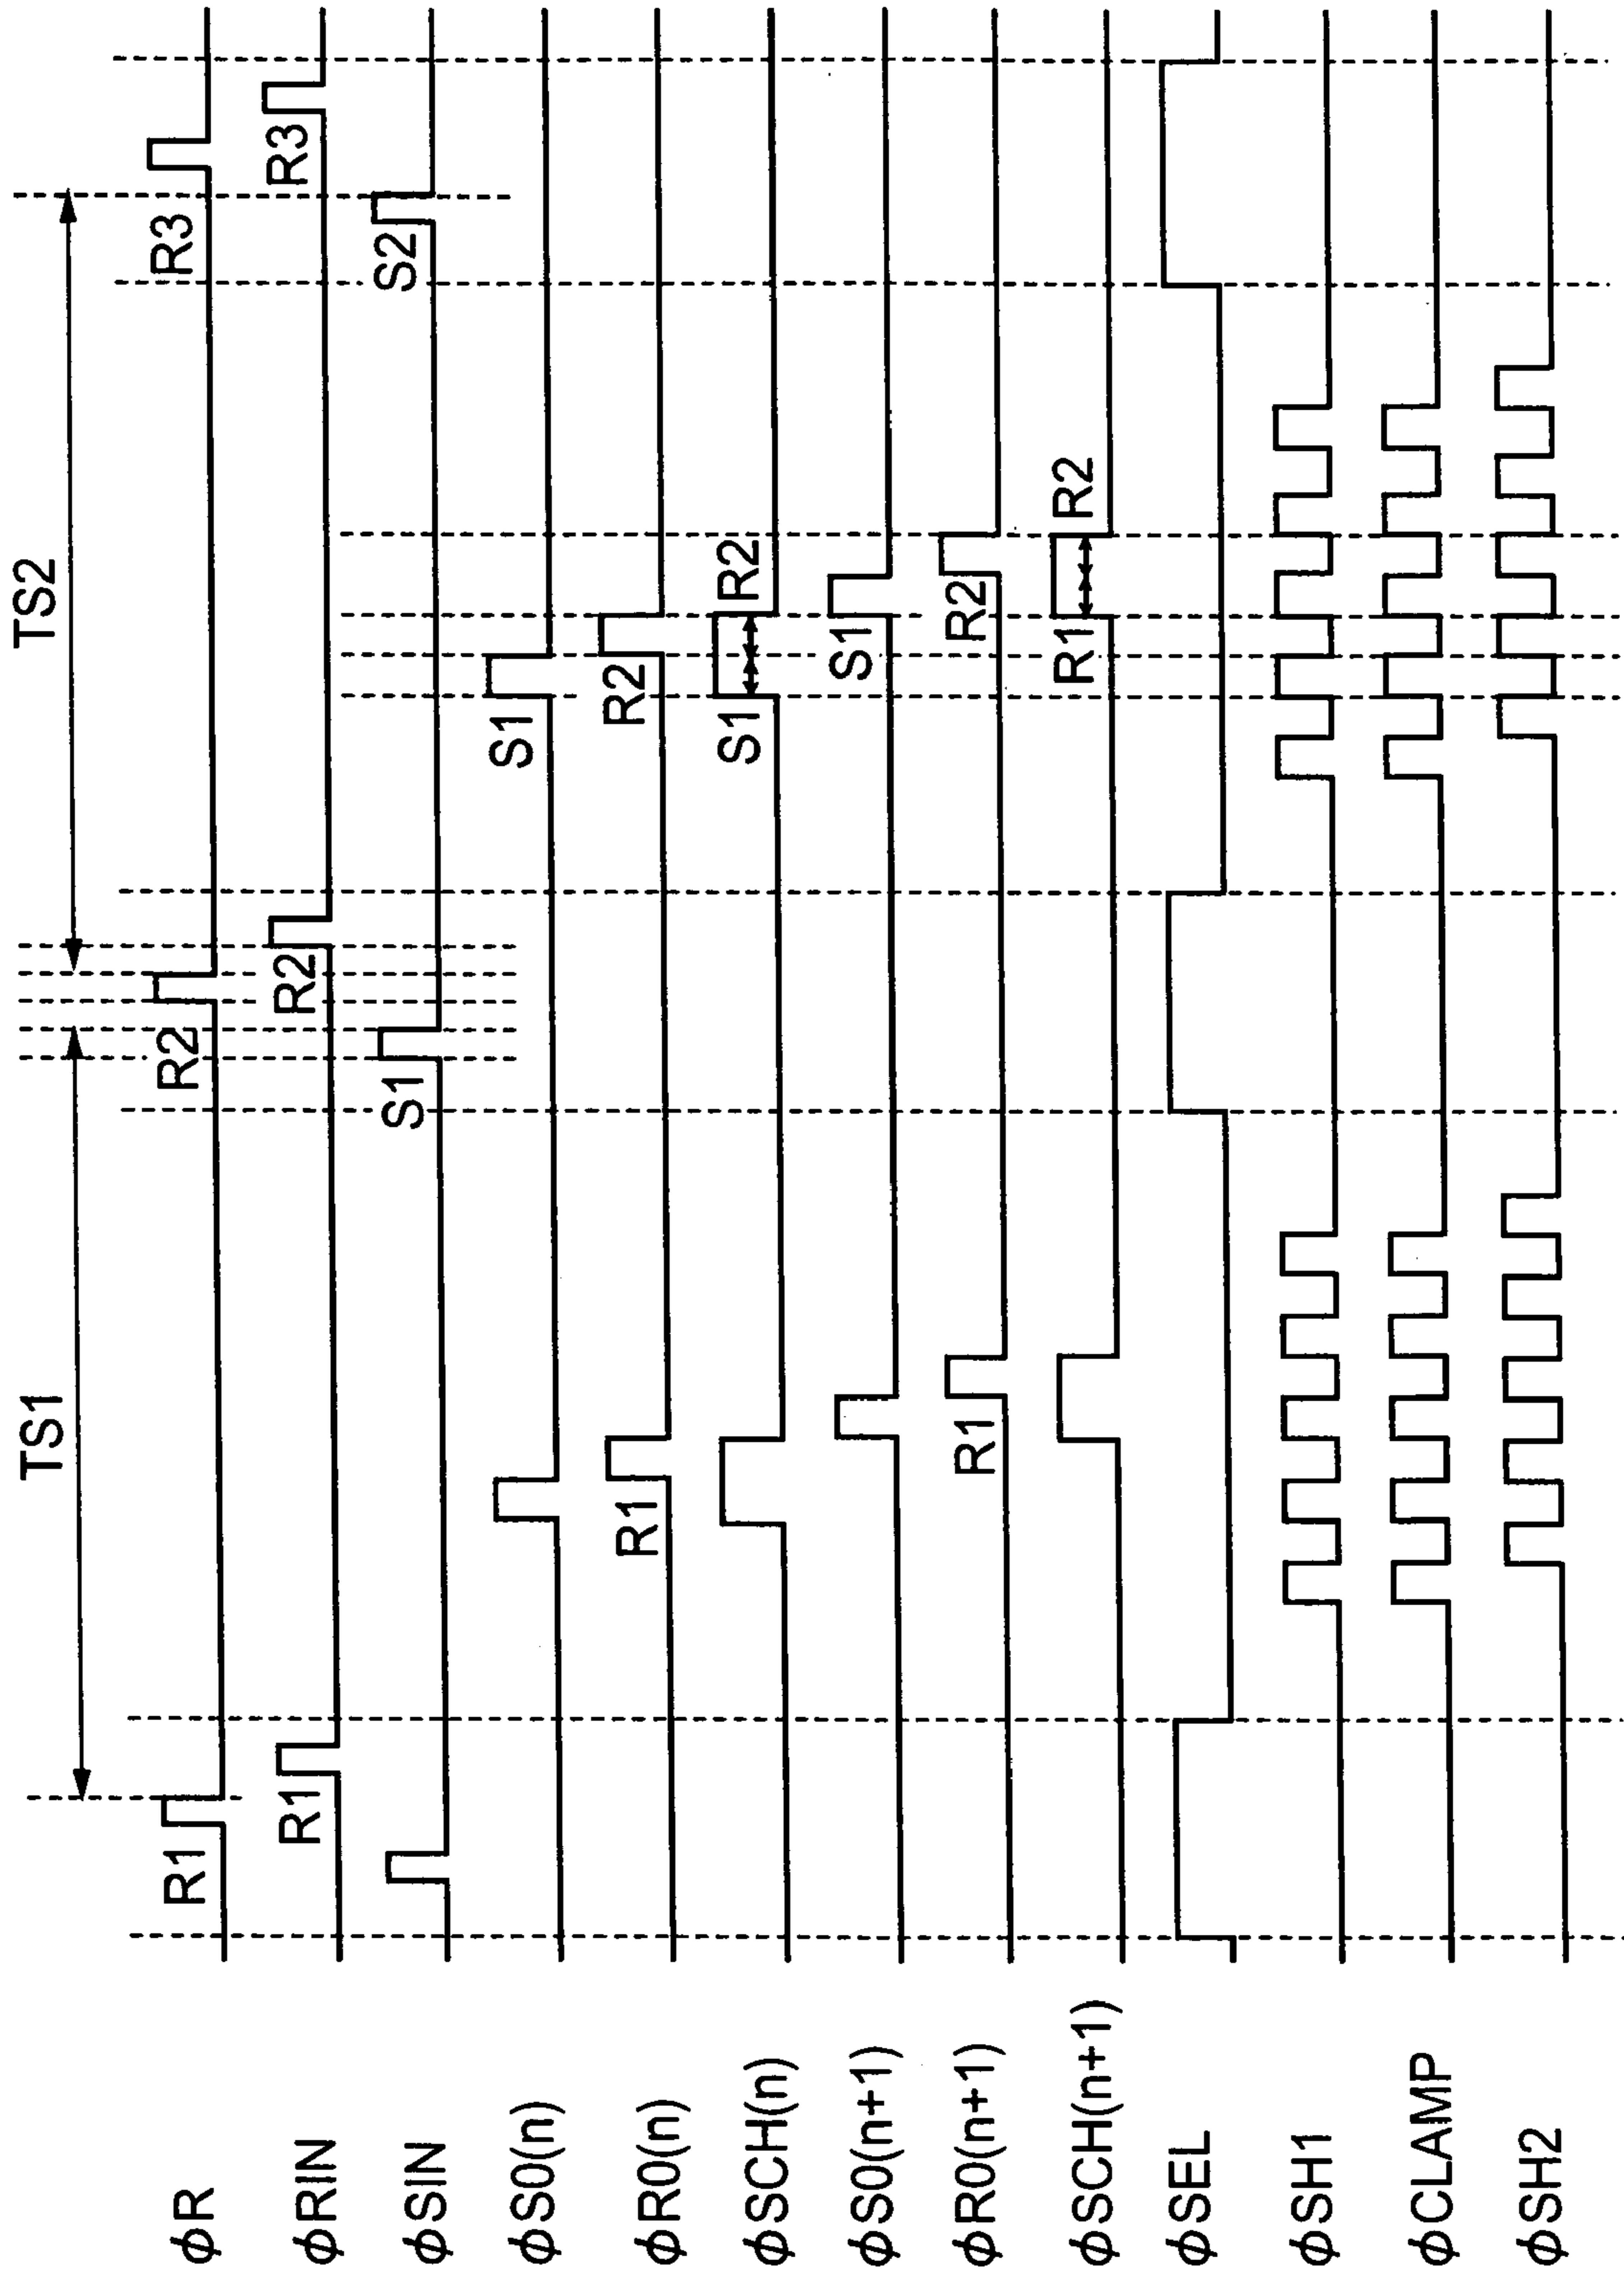 TS1 TS2
φR R1 R2 R3
φRIN R1 R2 R3
φSIN S1 S2
φS0(n) S1
φR0(n) R1 R2
φSCH(n) S1 R2
φS0(n+1) S1
φR0(n+1) R1 R2
φSCH(n+1) R1 R2
φSEL
φSH1
φCLAMP
φSH2